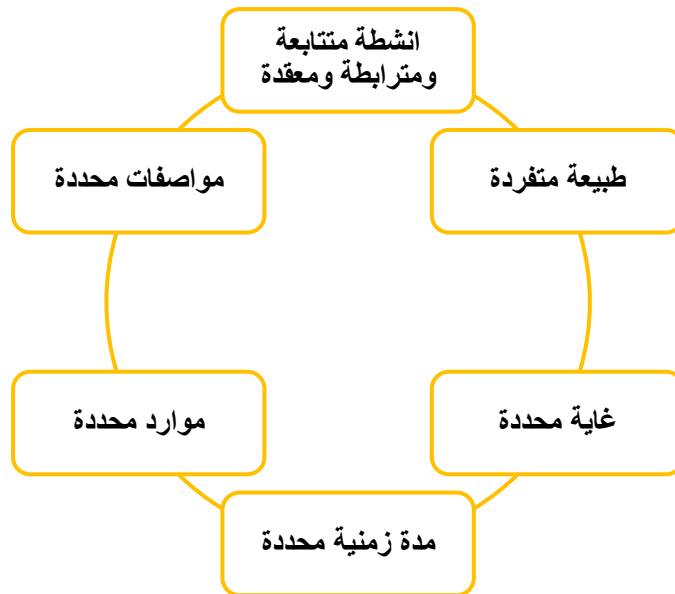 انشطة متتابعة
ومترابطة ومعقدة
طبيعة متفردة
مواصفات محددة
غاية محددة
موارد محددة
مدة زمنية محددة